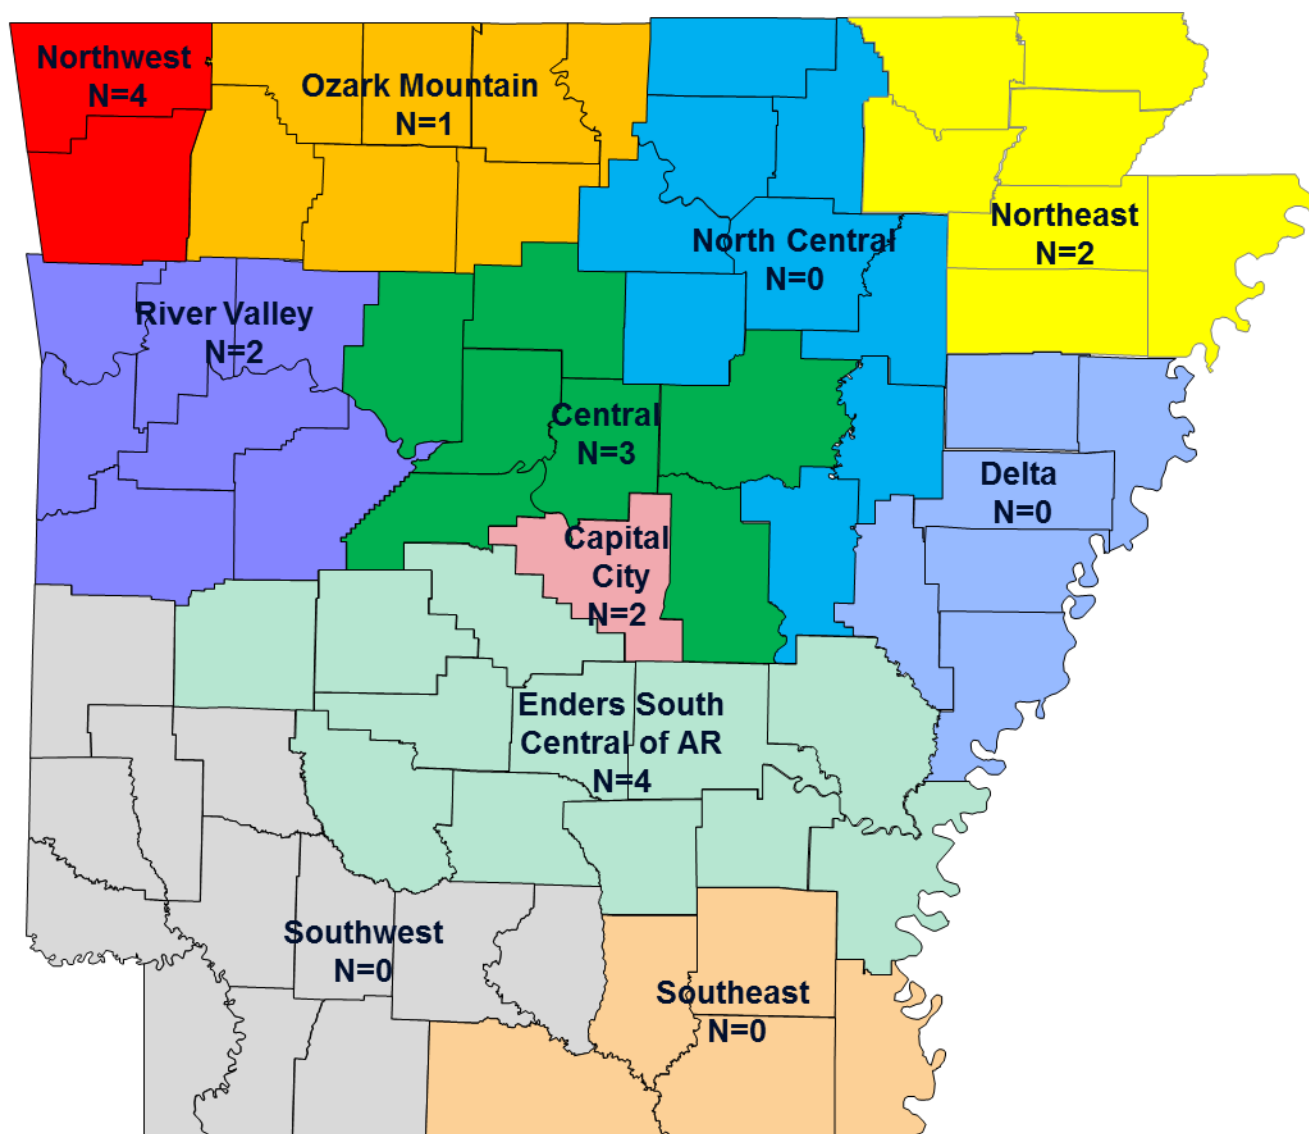 Northwest
N=4
Ozark Mountain
N=1
Northeast
N=2
North Central
N=0
River Valley
N=2
Central
N=3
Delta
N=0
Capital
City
N=2
Enders South
Central of AR
N=4
Southwest
N=0
Southeast
N=0